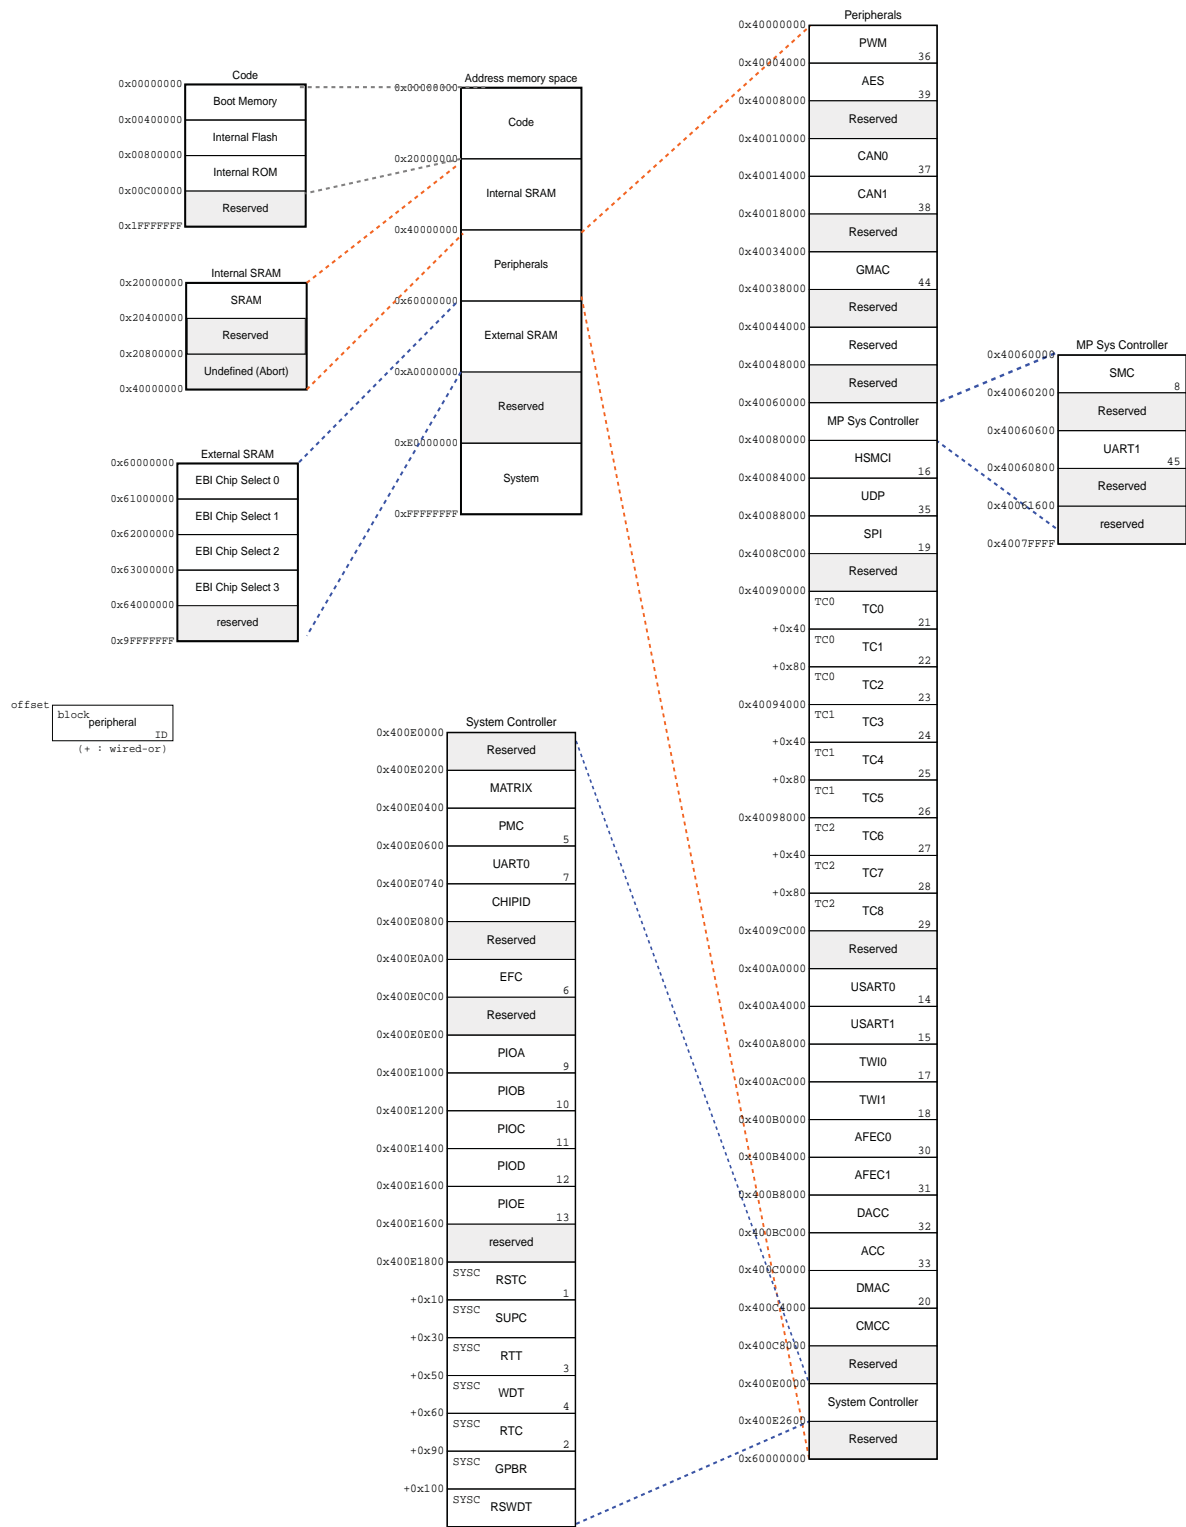 Code
0x00000000
Boot Memory
0x00400000
Internal Flash
0x00800000
Internal ROM
0x00C00000
Reserved
0x1FFFFFFF
Internal SRAM
0x20000000
SRAM
0x20400000
Reserved
0x20800000
Undefined (Abort)
0x40000000
External SRAM
0x60000000
EBI Chip Select 0
0x61000000
EBI Chip Select 1
0x62000000
EBI Chip Select 2
0x63000000
EBI Chip Select 3
0x64000000
reserved
0x9FFFFFFF
offset
block
peripheral
ID
(+ : wired-or)
Address memory space
0x00000000
Code
0x20000000
Internal SRAM
0x40000000
Peripherals
0x60000000
External SRAM
0xA0000000
Reserved
0xE0000000
System
0xFFFFFFFF
System Controller
0x400E0000
Reserved
0x400E0200
MATRIX
0x400E0400
PMC
5
0x400E0600
UART0
7
0x400E0740
CHIPID
0x400E0800
Reserved
0x400E0A00
EFC
6
0x400E0C00
Reserved
0x400E0E00
PIOA
9
0x400E1000
PIOB
10
0x400E1200
PIOC
11
0x400E1400
PIOD
12
0x400E1600
PIOE
13
0x400E1600
reserved
0x400E1800
SYSC
RSTC
1
+0x10
SYSC
SUPC
+0x30
SYSC
RTT
3
+0x50
SYSC
WDT
4
+0x60
SYSC
RTC
2
+0x90
SYSC
GPBR
+0x100
SYSC
RSWDT
Peripherals
0x40000000
PWM
36
0x40004000
AES
39
0x40008000
Reserved
0x40010000
CAN0
37
0x40014000
CAN1
38
0x40018000
Reserved
0x40034000
GMAC
44
0x40038000
Reserved
0x40044000
Reserved
0x40048000
Reserved
0x40060000
MP Sys Controller
0x40080000
HSMCI
16
0x40084000
UDP
35
0x40088000
SPI
19
0x4008C000
Reserved
0x40090000
TC0
TC0
21
+0x40
TC0
TC1
22
+0x80
TC0
TC2
23
0x40094000
TC1
TC3
24
+0x40
TC1
TC4
25
+0x80
TC1
TC5
26
0x40098000
TC2
TC6
27
+0x40
TC2
TC7
28
+0x80
TC2
TC8
29
0x4009C000
Reserved
0x400A0000
USART0
14
0x400A4000
USART1
15
0x400A8000
TWI0
17
0x400AC000
TWI1
18
0x400B0000
AFEC0
30
0x400B4000
AFEC1
31
0x400B8000
DACC
32
0x400BC000
ACC
33
0x400C0000
DMAC
20
0x400C4000
CMCC
0x400C8000
Reserved
0x400E0000
System Controller
0x400E2600
Reserved
0x60000000
MP Sys Controller
0x40060000
SMC
8
0x40060200
Reserved
0x40060600
UART1
45
0x40060800
Reserved
0x40061600
reserved
0x4007FFFF